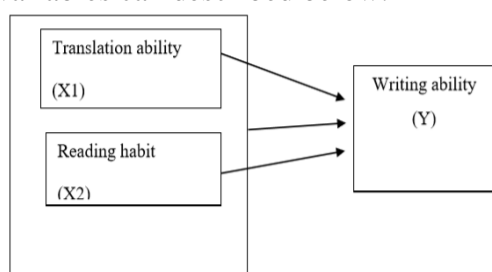 Translation ability
(X1)
Writing ability
(Y)
Reading habit
(X2)